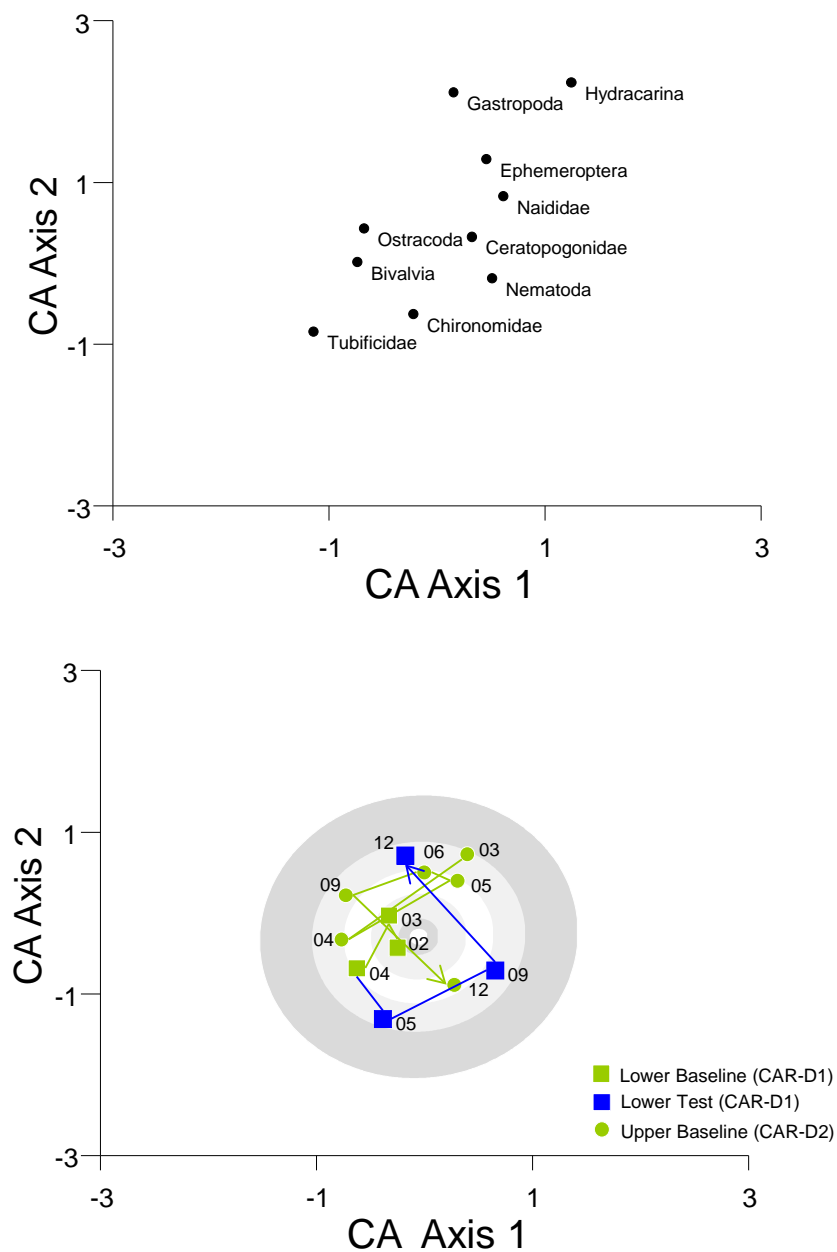 3
Hydracarina
Gastropoda
Ephemeroptera
1
Naididae
Ostracoda
Ceratopogonidae
Bivalvia
Nematoda
Chironomidae
Tubificidae
-1
CA Axis 2
-3
-3
-1
1
3
CA Axis 1
3
CA Axis 2
1
12
06
03
09
05
03
04
02
04
09
12
-1
05
Lower Baseline (CAR-D1)
Lower Test (CAR-D1)
Upper Baseline (CAR-D2)
-3
-3
-1
1
3
CA Axis 1